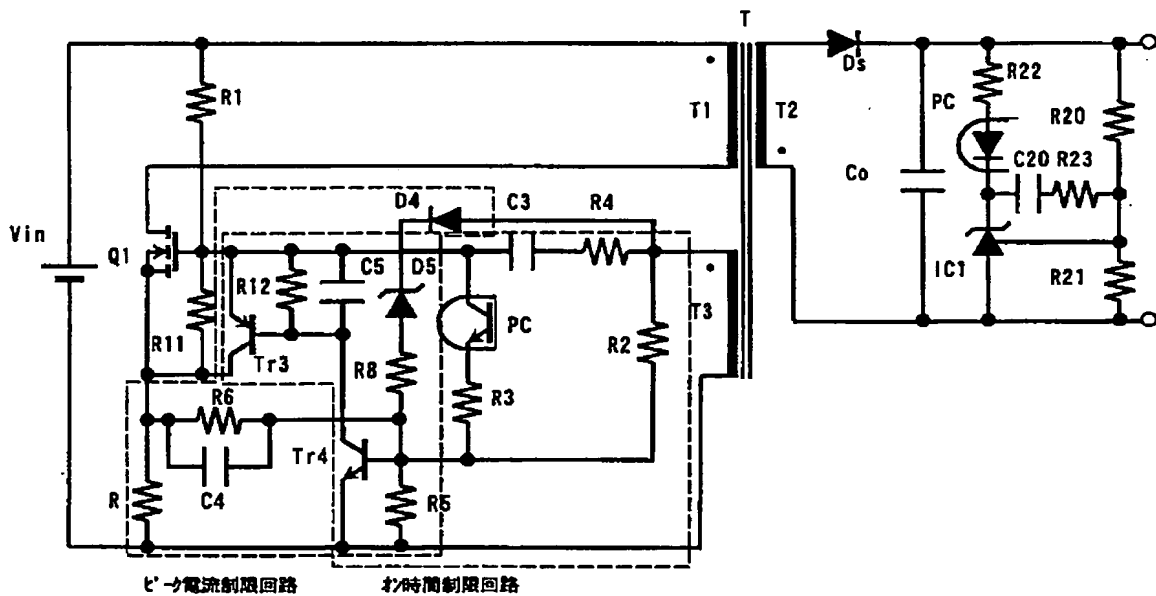 T
R1
T1
T2
Ds
R22
PC
R20
Co
C20
R23
IC1
R21
Vin
Q1
D4
C3
R4
R12
C5
D5
T3
R11
Tr3
R8
PC
R2
R6
R3
Tr4
R
C4
R5
ピーク電流制限回路
オン時間制限回路